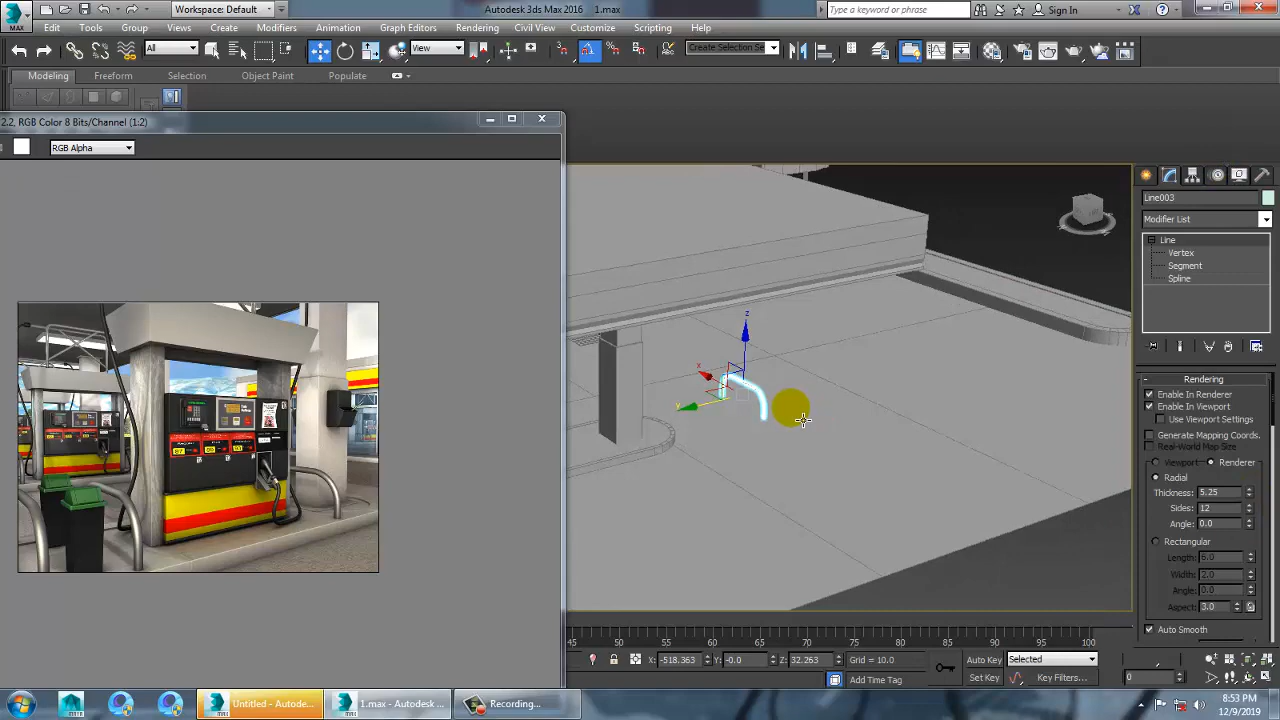 Workspace: Default
Autodesk 3ds Max 2016
1.max
Type a keyword or phrase
Sign In
MAX
Edit
Tools
Group
Views
Create
Modifiers
Animation
Graph Editors
Rendering
Civil View
Customize
Scripting
Help
All
View
Create Selection Se
Modeling
Freeform
Selection
Object Paint
Populate
2.2, RGB Color 8 Bits/Channel (1:2)
RGB Alpha
Line003
Modifier List
Line
Vertex
Segment
Spline
Rendering
Enable In Renderer
Enable In Viewport
Use Viewport Settings
Generate Mapping Coords.
Real-World Map Size
Viewport
Renderer
Radial
Thickness: 5.25
Sides: 12
Angle: 0.0
Rectangular
Length: 6.0
Width: 2.0
Angle: 0.0
Aspect: 3.0
Auto Smooth
z
x
y
87
45 50 55 60 65 70 75 80 85 90 95 100
X: -518.363
Y: -0.0
Z: 32.263
Grid = 10.0
Auto Key
Selected
Add Time Tag
Set Key
Key Filters...
0
Untitled - Autode...
1.max - Autodesk ...
Recording...
8:53 PM
12/9/2019